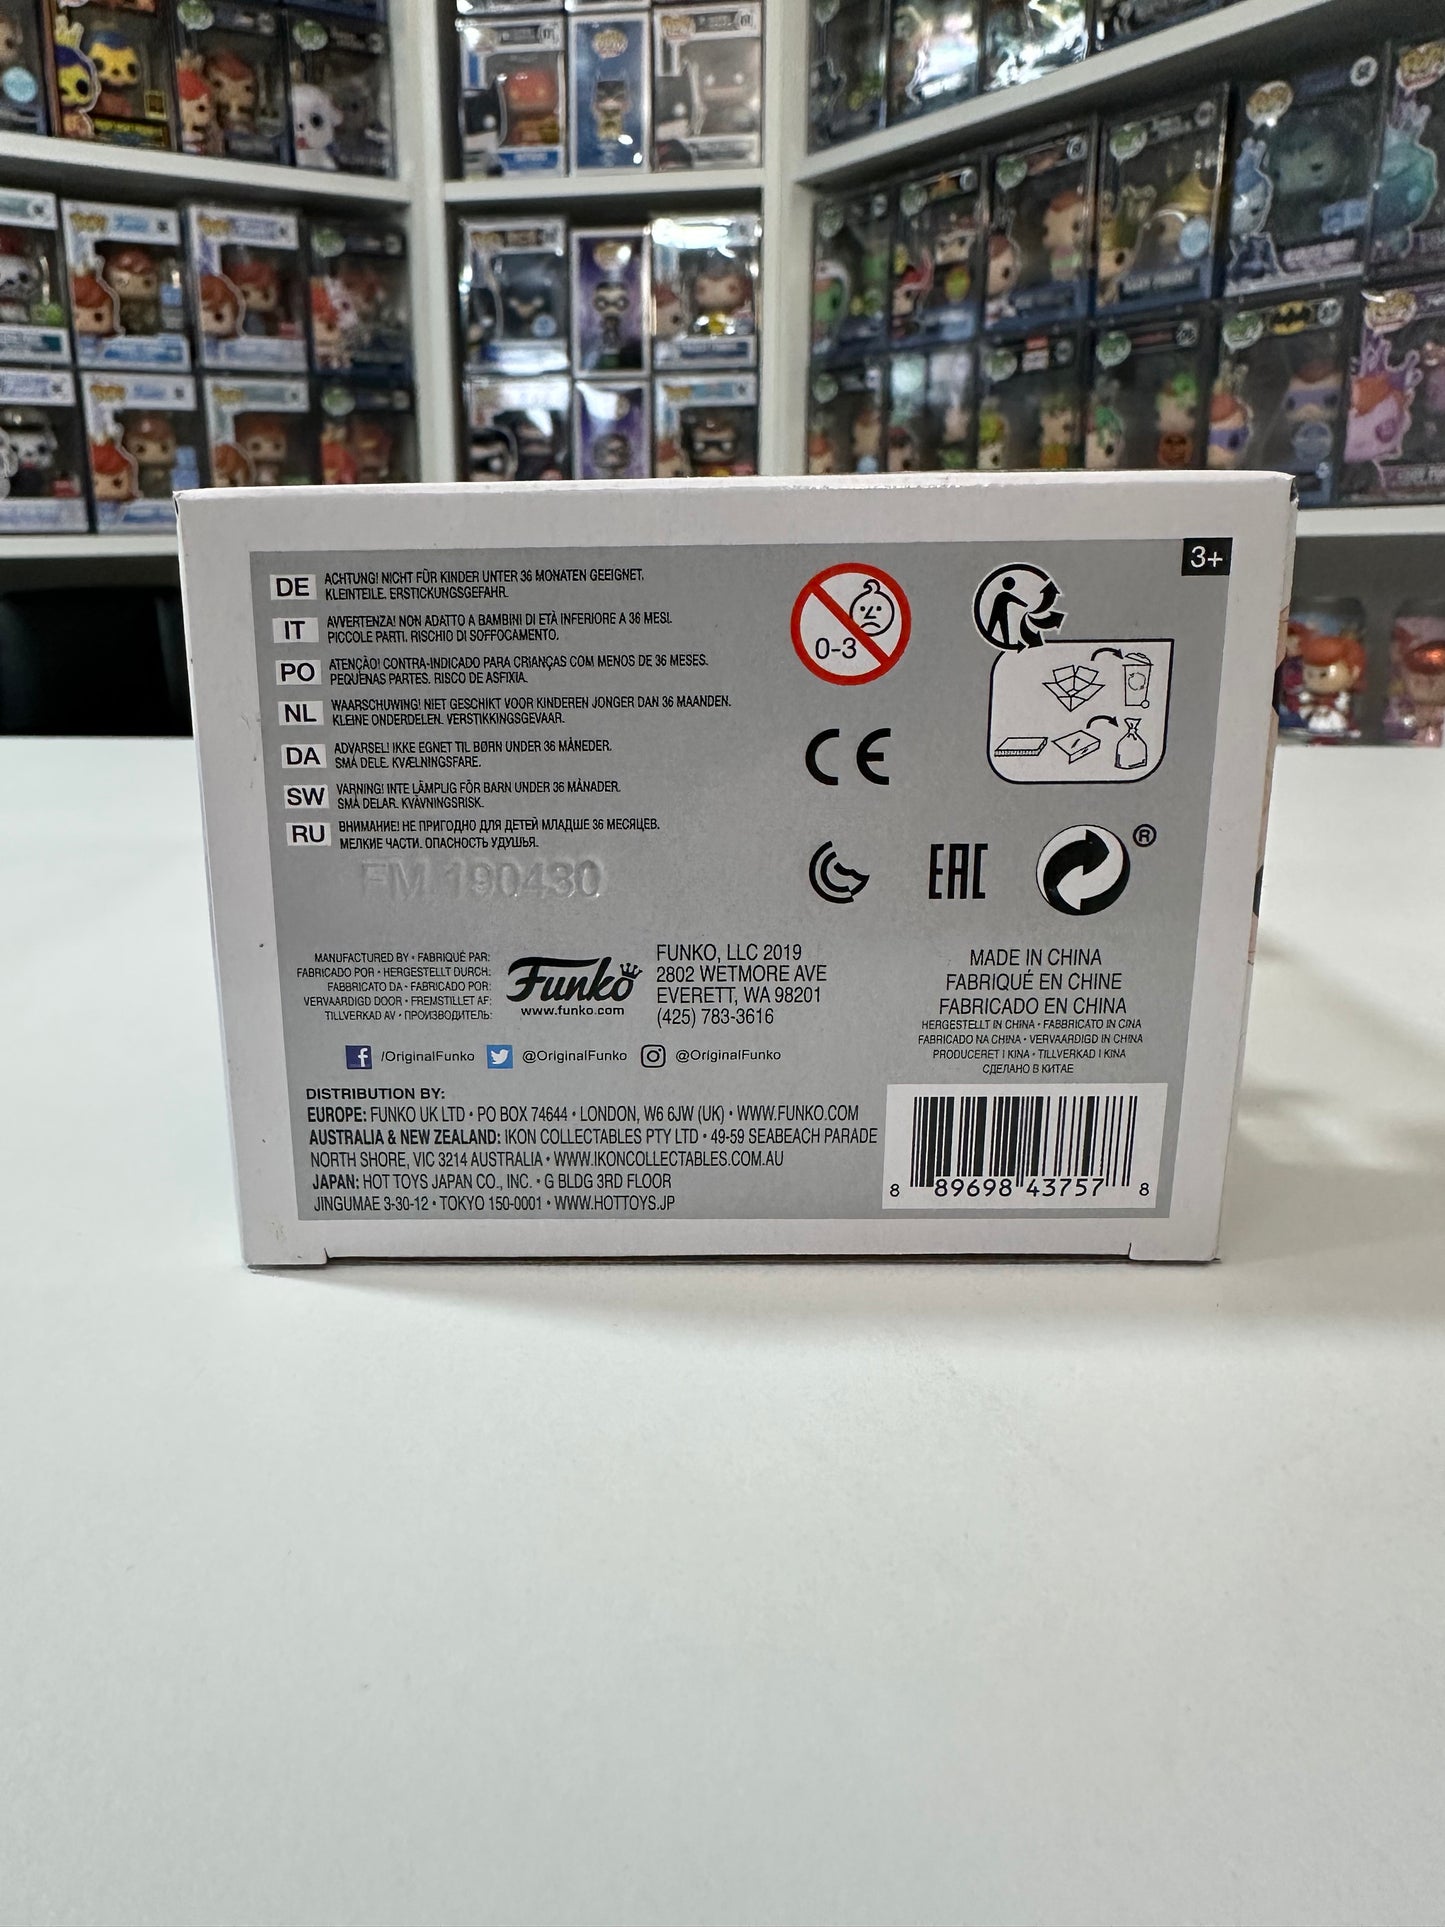 3+
DE ACHTUNG! NICHT FÜR KINDER UNTER 36 MONATEN GEEIGNET.
KLEINTEILE. ERSTICKUNGSGEFAHR.
IT AVVERTENZA! NON ADATTO A BAMBINI DI ETÀ INFERIORE A 36 MESI.
PICCOLE PARTI. RISCHIO DI SOFFOCAMENTO.
PO ATENÇÃO! CONTRA-INDICADO PARA CRIANÇAS COM MENOS DE 36 MESES.
PEQUENAS PARTES. RISCO DE ASFIXIA.
NL WAARSCHUWING! NIET GESCHIKT VOOR KINDEREN JONGER DAN 36 MAANDEN.
KLEINE ONDERDELEN. VERSTIKKINGSGEVAAR.
DA ADVARSEL! IKKE EGNET TIL BØRN UNDER 36 MÅNEDER.
SMÅ DELE. KVÆLNINGSFARE.
SW VARNING! INTE LÄMPLIG FÖR BARN UNDER 36 MÅNADER.
SMÅ DELAR. KVÄVNINGSRISK.
RU ВНИМАНИЕ! НЕ ПРИГОДНО ДЛЯ ДЕТЕЙ МЛАДШЕ 36 МЕСЯЦЕВ.
МЕЛКИЕ ЧАСТИ. ОПАСНОСТЬ УДУШЬЯ.
FM. 190430
0-3
CE
EAC
®
MANUFACTURED BY • FABRIQUÉ PAR:
FABRICADO POR • HERGESTELLT DURCH:
FABBRICATO DA • FABRICADO POR:
VERVAARDIGD DOOR • FREMSTILLET AF:
TILLVERKAD AV • ПРОИЗВОДИТЕЛЬ:
Funko
www.funko.com
FUNKO, LLC 2019
2802 WETMORE AVE
EVERETT, WA 98201
(425) 783-3616
MADE IN CHINA
FABRIQUÉ EN CHINE
FABRICADO EN CHINA
HERGESTELLT IN CHINA • FABBRICATO IN CINA
FABRICADO NA CHINA • VERVAARDIGD IN CHINA
PRODUCERET I KINA • TILLVERKAD I KINA
СДЕЛАНО В КИТАЕ
/OriginalFunko @OriginalFunko @OriginalFunko
DISTRIBUTION BY:
EUROPE: FUNKO UK LTD • PO BOX 74644 • LONDON, W6 6JW (UK) • WWW.FUNKO.COM
AUSTRALIA & NEW ZEALAND: IKON COLLECTABLES PTY LTD • 49-59 SEABEACH PARADE
NORTH SHORE, VIC 3214 AUSTRALIA • WWW.IKONCOLLECTABLES.COM.AU
JAPAN: HOT TOYS JAPAN CO., INC. • G BLDG 3RD FLOOR
JINGUMAE 3-30-12 • TOKYO 150-0001 • WWW.HOTTOYS.JP
8 89698 43757 8